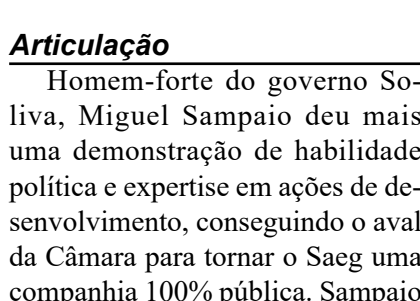 Articulação
Homem-forte do governo So-
liva, Miguel Sampaio deu mais
uma demonstração de habilidade
política e expertise em ações de de-
senvolvimento, conseguindo o aval
da Câmara para tornar o Saeg uma
companhia 100% pública. Sampaio